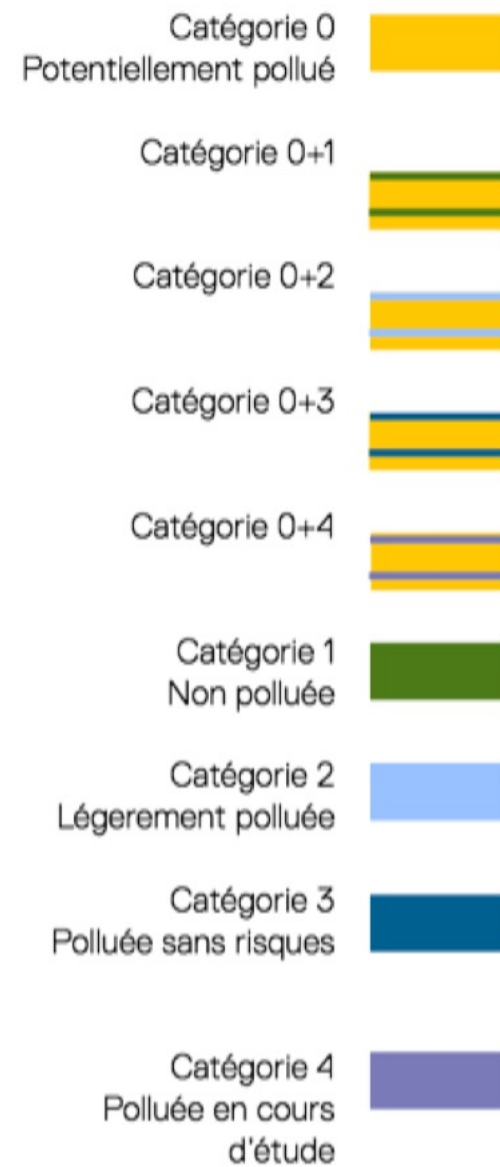 Catégorie 0
Potentiellement pollué
Catégorie 0+1
Catégorie 0+2
Catégorie 0+3
Catégorie 0+4
Catégorie 1
Non polluée
Catégorie 2
Légerement polluée
Catégorie 3
Polluée sans risques
Catégorie 4
Polluée en cours
d'étude